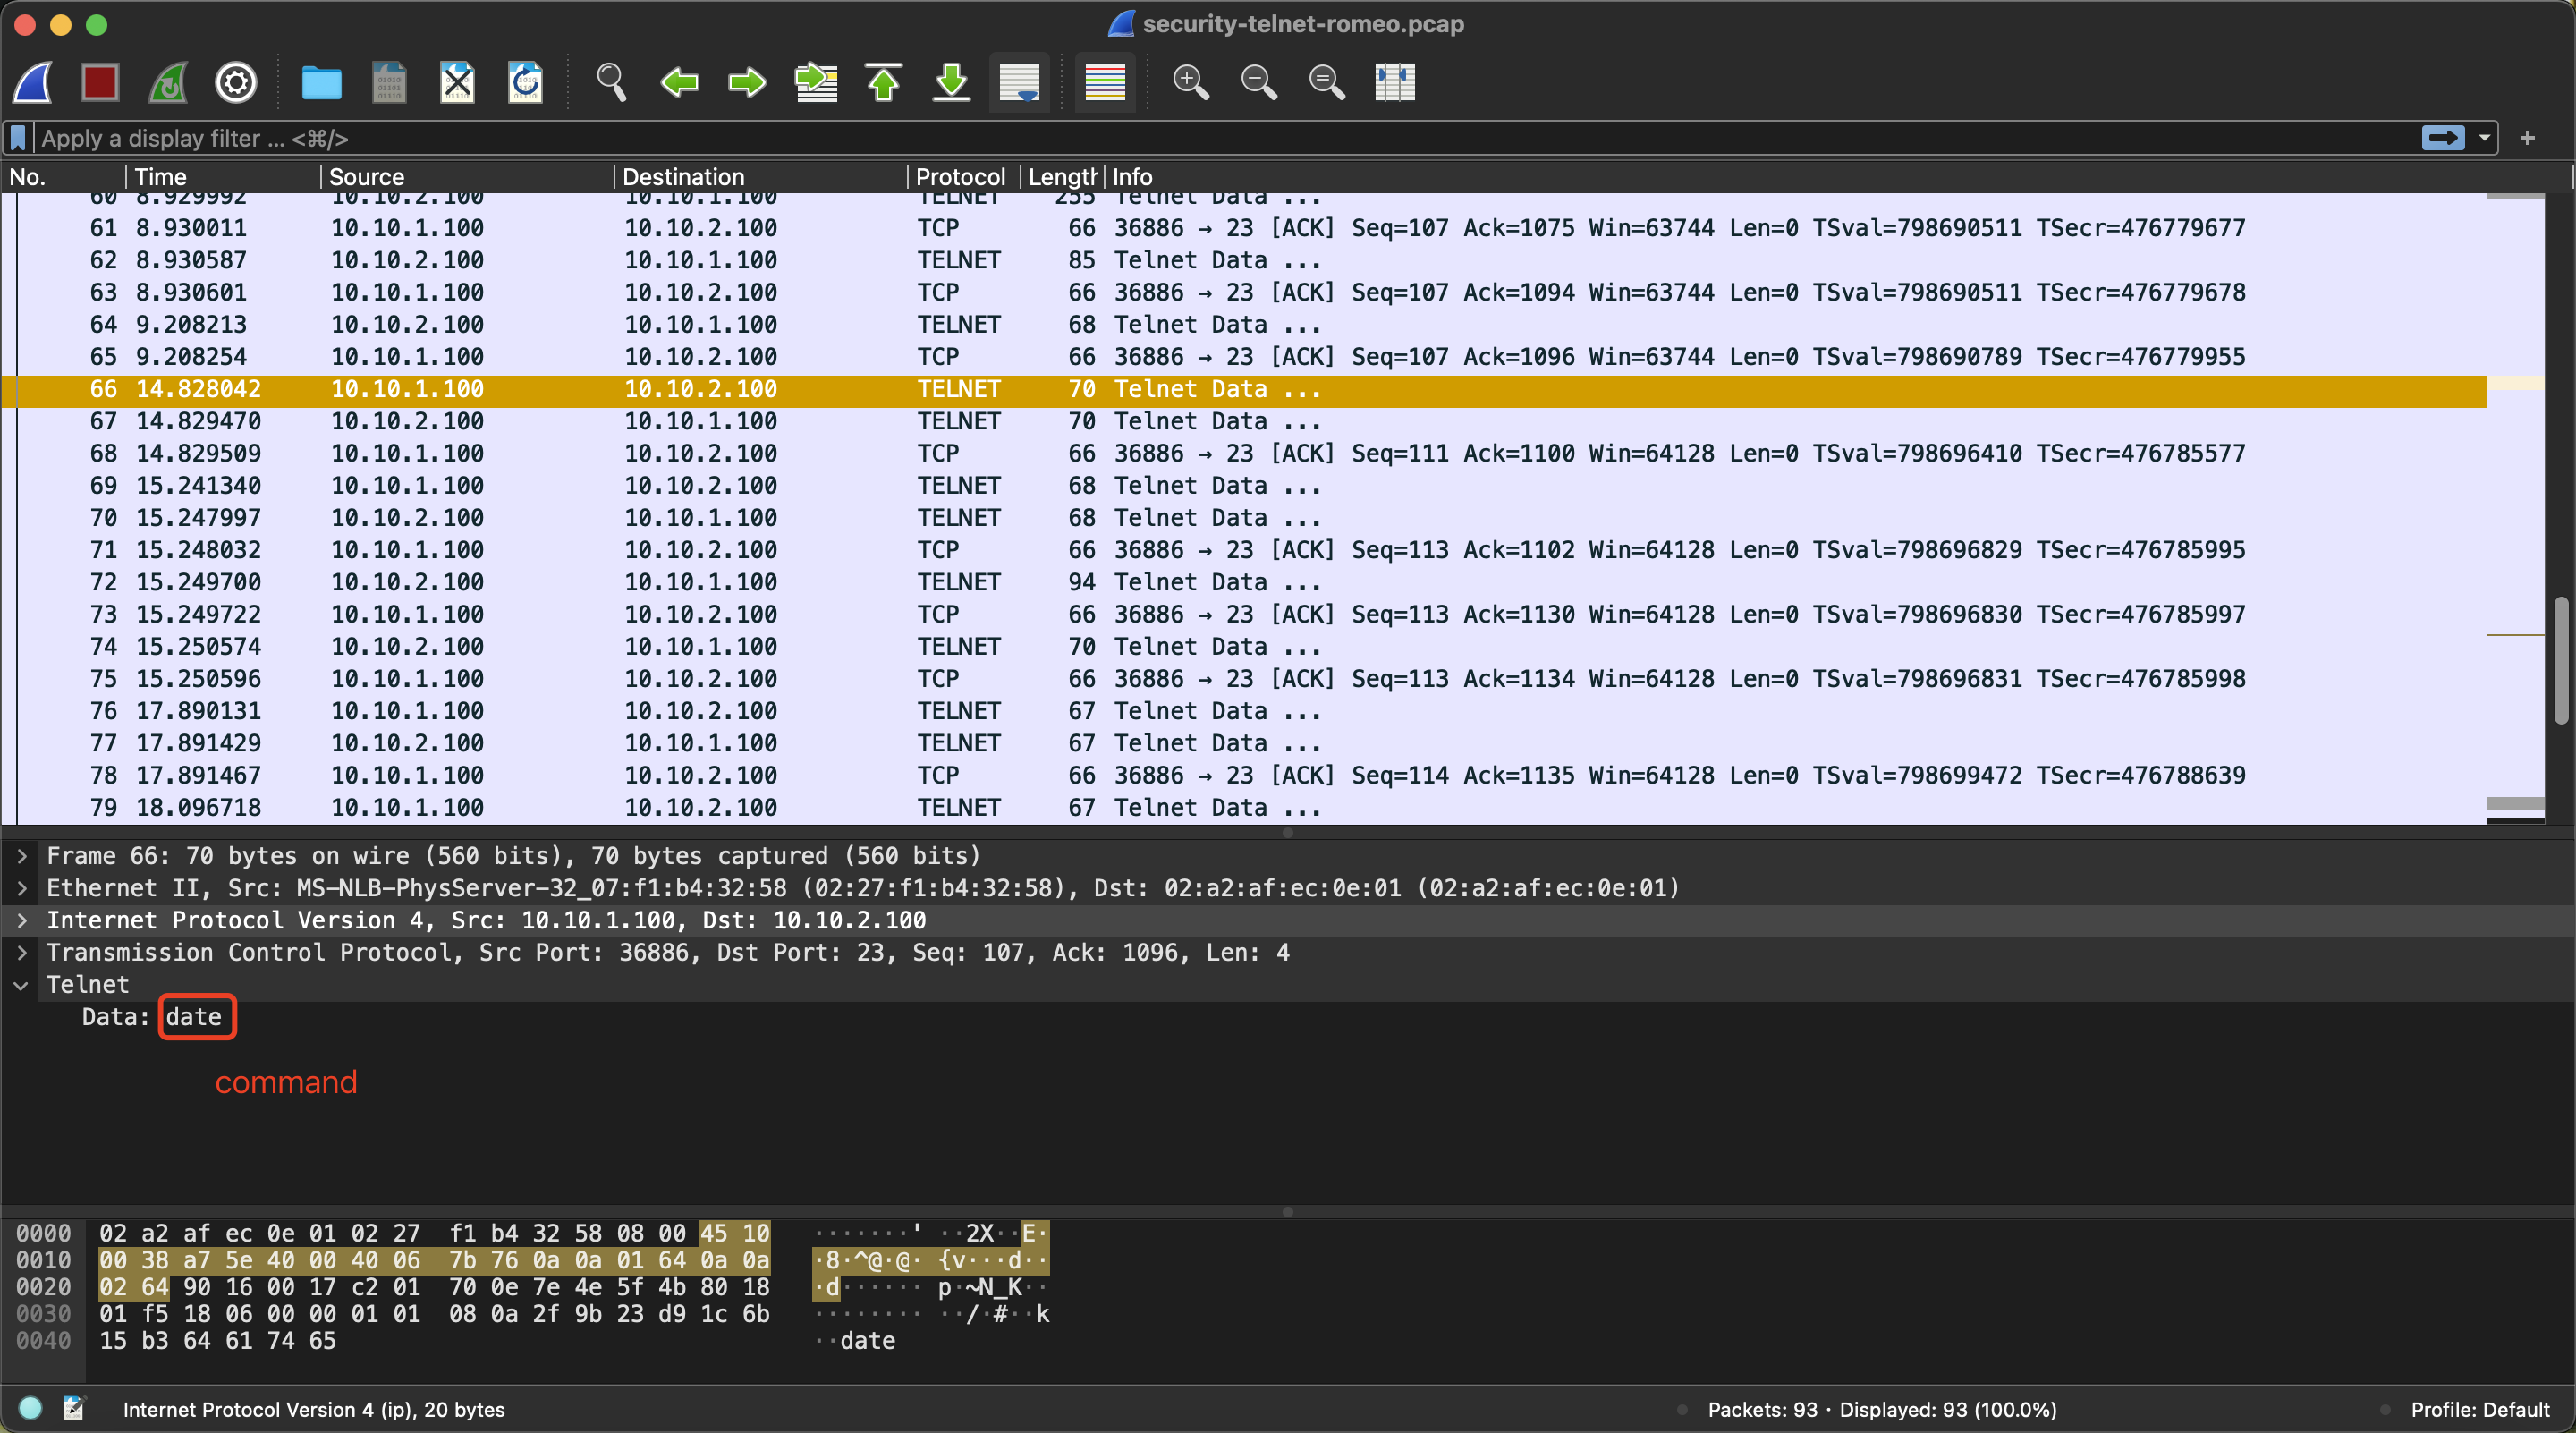 security-telnet-romeo.pcap
Apply a display filter ... <⌘/>
No. Time Source Destination Protocol Length Info
60 8.929992 10.10.2.100 10.10.1.100 TELNET 255 Telnet Data ...
61 8.930011 10.10.1.100 10.10.2.100 TCP 66 36886 → 23 [ACK] Seq=107 Ack=1075 Win=63744 Len=0 TSval=798690511 TSecr=476779677
62 8.930587 10.10.2.100 10.10.1.100 TELNET 85 Telnet Data ...
63 8.930601 10.10.1.100 10.10.2.100 TCP 66 36886 → 23 [ACK] Seq=107 Ack=1094 Win=63744 Len=0 TSval=798690511 TSecr=476779678
64 9.208213 10.10.2.100 10.10.1.100 TELNET 68 Telnet Data ...
65 9.208254 10.10.1.100 10.10.2.100 TCP 66 36886 → 23 [ACK] Seq=107 Ack=1096 Win=63744 Len=0 TSval=798690789 TSecr=476779955
66 14.828042 10.10.1.100 10.10.2.100 TELNET 70 Telnet Data ...
67 14.829470 10.10.2.100 10.10.1.100 TELNET 70 Telnet Data ...
68 14.829509 10.10.1.100 10.10.2.100 TCP 66 36886 → 23 [ACK] Seq=111 Ack=1100 Win=64128 Len=0 TSval=798696410 TSecr=476785577
69 15.241340 10.10.1.100 10.10.2.100 TELNET 68 Telnet Data ...
70 15.247997 10.10.2.100 10.10.1.100 TELNET 68 Telnet Data ...
71 15.248032 10.10.1.100 10.10.2.100 TCP 66 36886 → 23 [ACK] Seq=113 Ack=1102 Win=64128 Len=0 TSval=798696829 TSecr=476785995
72 15.249700 10.10.2.100 10.10.1.100 TELNET 94 Telnet Data ...
73 15.249722 10.10.1.100 10.10.2.100 TCP 66 36886 → 23 [ACK] Seq=113 Ack=1130 Win=64128 Len=0 TSval=798696830 TSecr=476785997
74 15.250574 10.10.2.100 10.10.1.100 TELNET 70 Telnet Data ...
75 15.250596 10.10.1.100 10.10.2.100 TCP 66 36886 → 23 [ACK] Seq=113 Ack=1134 Win=64128 Len=0 TSval=798696831 TSecr=476785998
76 17.890131 10.10.1.100 10.10.2.100 TELNET 67 Telnet Data ...
77 17.891429 10.10.2.100 10.10.1.100 TELNET 67 Telnet Data ...
78 17.891467 10.10.1.100 10.10.2.100 TCP 66 36886 → 23 [ACK] Seq=114 Ack=1135 Win=64128 Len=0 TSval=798699472 TSecr=476788639
79 18.096718 10.10.1.100 10.10.2.100 TELNET 67 Telnet Data ...
Frame 66: 70 bytes on wire (560 bits), 70 bytes captured (560 bits)
Ethernet II, Src: MS-NLB-PhysServer-32_07:f1:b4:32:58 (02:27:f1:b4:32:58), Dst: 02:a2:af:ec:0e:01 (02:a2:af:ec:0e:01)
Internet Protocol Version 4, Src: 10.10.1.100, Dst: 10.10.2.100
Transmission Control Protocol, Src Port: 36886, Dst Port: 23, Seq: 107, Ack: 1096, Len: 4
Telnet
Data: date
command
0000 02 a2 af ec 0e 01 02 27 f1 b4 32 58 08 00 45 10 ·······' ··2X··E·
0010 00 38 a7 5e 40 00 40 06 7b 76 0a 0a 01 64 0a 0a ·8·^@·@· {v···d··
0020 02 64 90 16 00 17 c2 01 70 0e 7e 4e 5f 4b 80 18 ·d······ p·~N_K··
0030 01 f5 18 06 00 00 01 01 08 0a 2f 9b 23 d9 1c 6b ········ ··/·#··k
0040 15 b3 64 61 74 65 ··date
Internet Protocol Version 4 (ip), 20 bytes
Packets: 93 · Displayed: 93 (100.0%)
Profile: Default